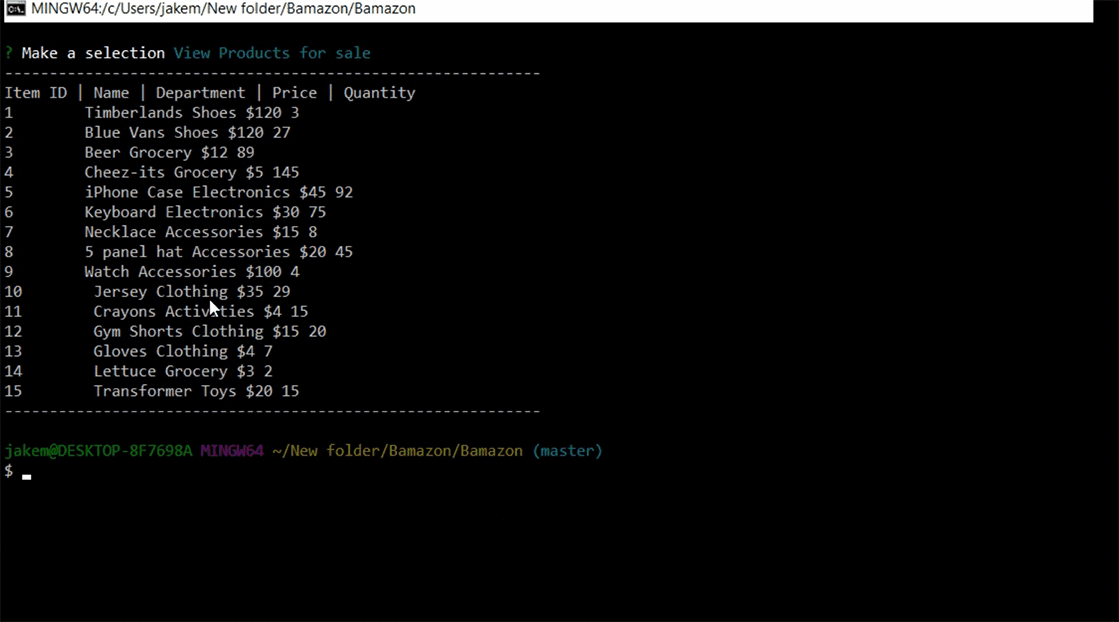 MINGW64:/c/Users/jakem/New folder/Bamazon/Bamazon
? Make a selection View Products for sale
------------------------------------------------------------
Item ID | Name | Department | Price | Quantity
1 Timberlands Shoes $120 3
2 Blue Vans Shoes $120 27
3 Beer Grocery $12 89
4 Cheez-its Grocery $5 145
5 iPhone Case Electronics $45 92
6 Keyboard Electronics $30 75
7 Necklace Accessories $15 8
8 5 panel hat Accessories $20 45
9 Watch Accessories $100 4
10 Jersey Clothing $35 29
11 Crayons Activities $4 15
12 Gym Shorts Clothing $15 20
13 Gloves Clothing $4 7
14 Lettuce Grocery $3 2
15 Transformer Toys $20 15
------------------------------------------------------------
jakem@DESKTOP-8F7698A MINGW64 ~/New folder/Bamazon/Bamazon (master)
$